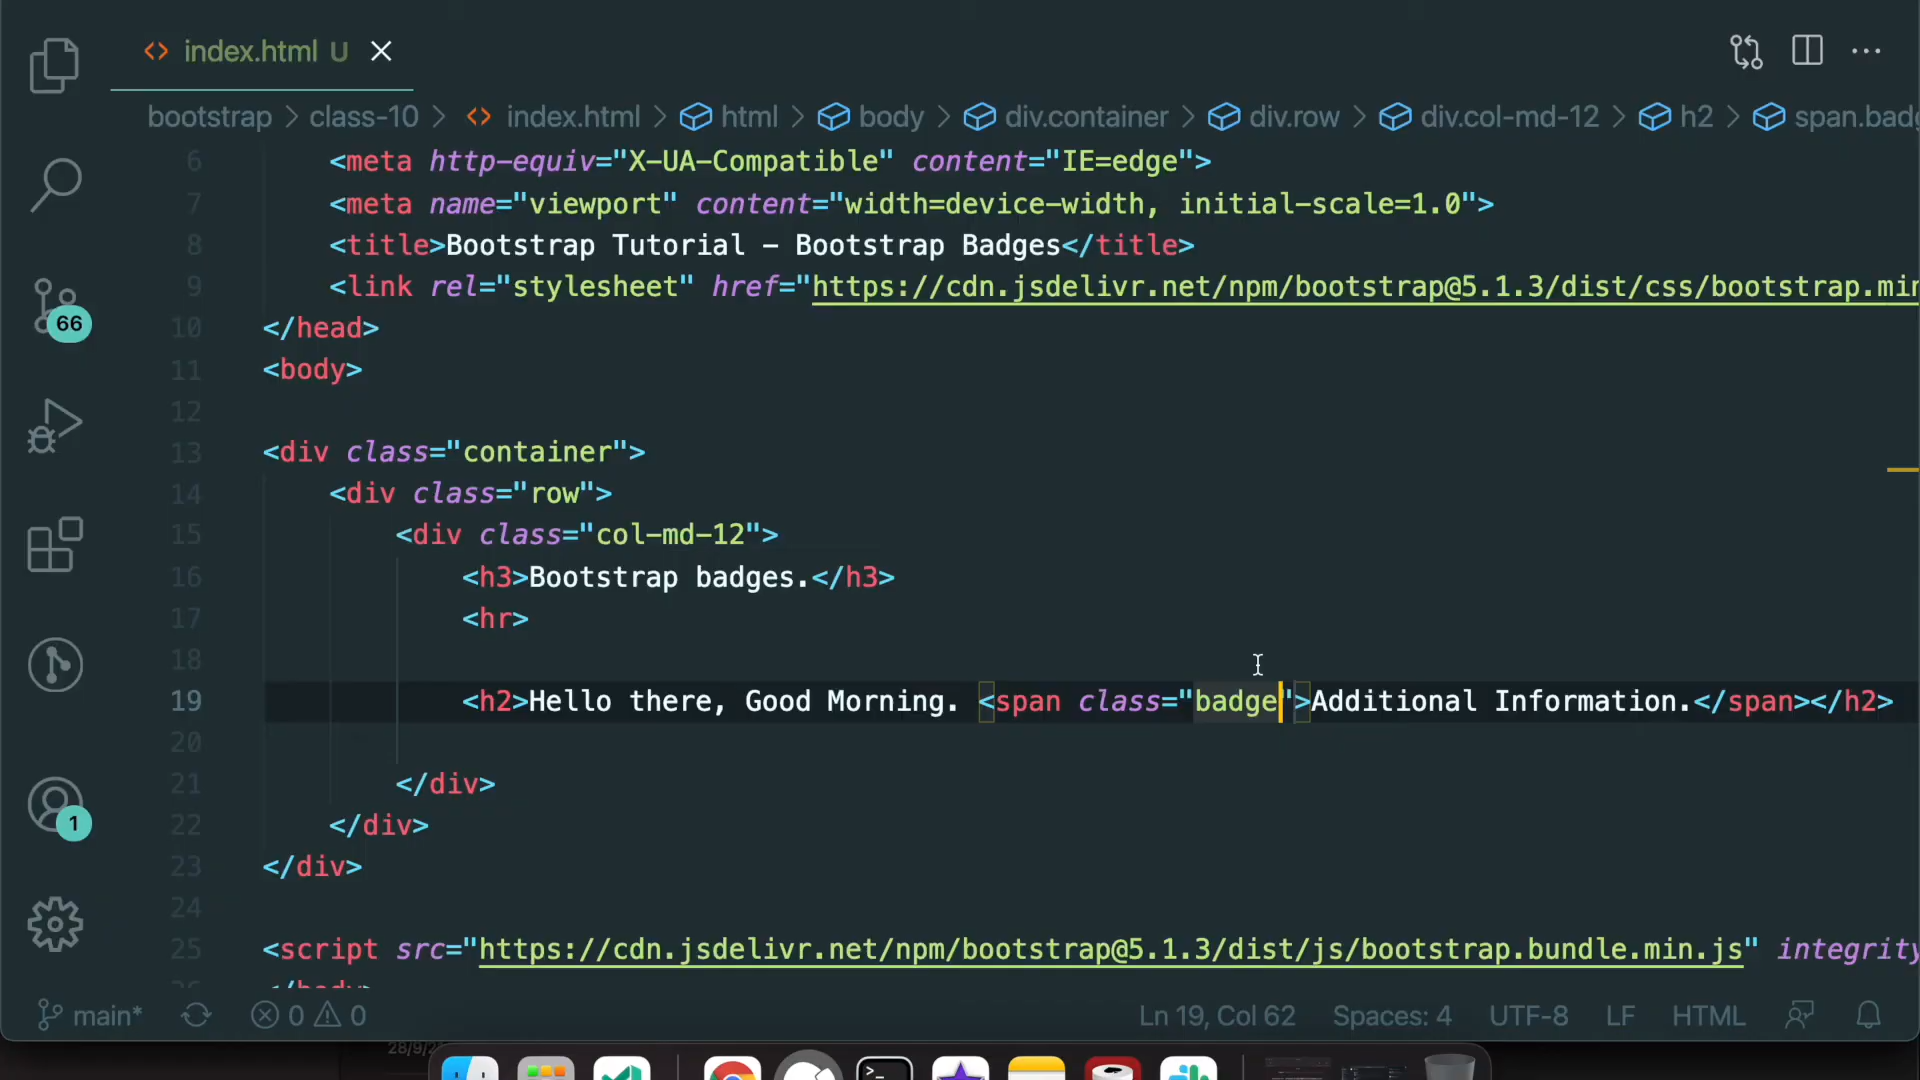 index.html U
bootstrap > class-10 > index.html > html > body > div.container > div.row > div.col-md-12 > h2 > span.badg
6 <meta http-equiv="X-UA-Compatible" content="IE=edge">
7 <meta name="viewport" content="width=device-width, initial-scale=1.0">
8 <title>Bootstrap Tutorial – Bootstrap Badges</title>
9 <link rel="stylesheet" href="https://cdn.jsdelivr.net/npm/bootstrap@5.1.3/dist/css/bootstrap.min
10 </head>
66
11 <body>
12
13 <div class="container">
14 <div class="row">
15 <div class="col-md-12">
16 <h3>Bootstrap badges.</h3>
17 <hr>
18
19 <h2>Hello there, Good Morning. <span class="badge">Additional Information.</span></h2>
20
21 </div>
22 </div>
1
23 </div>
24
25 <script src="https://cdn.jsdelivr.net/npm/bootstrap@5.1.3/dist/js/bootstrap.bundle.min.js" integrity
main* 0 0 Ln 19, Col 62 Spaces: 4 UTF-8 LF HTML